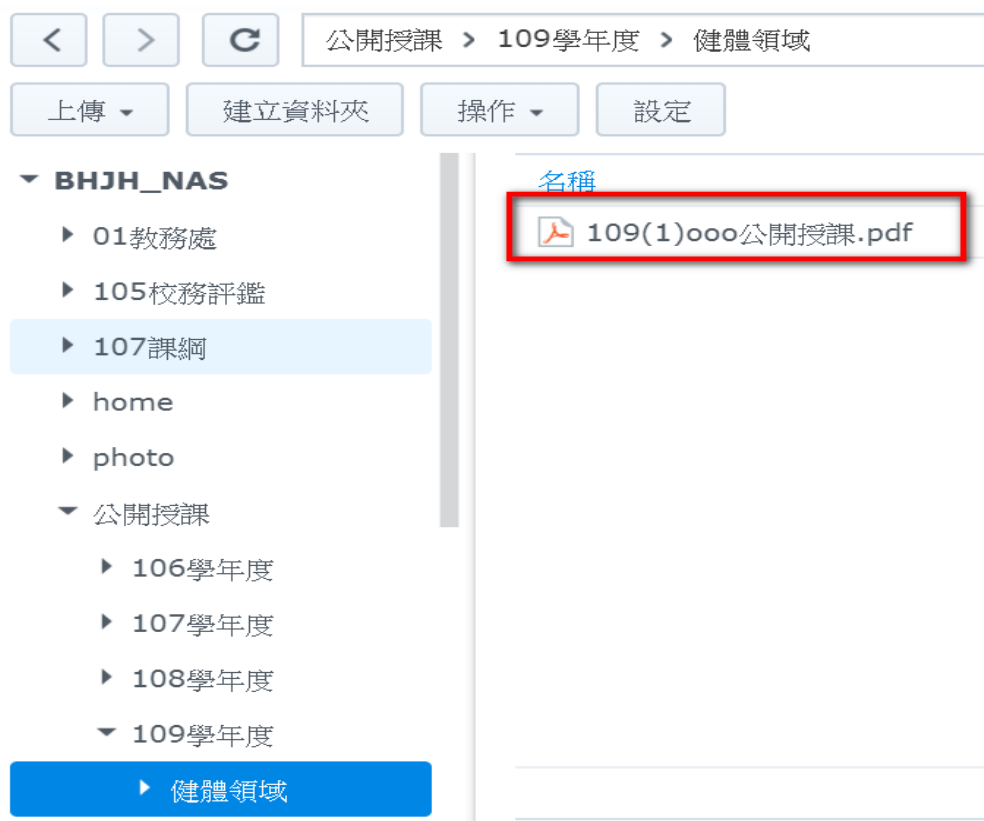 公開授課 > 109學年度 > 健體領域
上傳 建立資料夾 操作 設定
BHJH_NAS
01教務處
105校務評鑑
107課綱
home
photo
公開授課
106學年度
107學年度
108學年度
109學年度
健體領域
名稱
109(1)ooo公開授課.pdf